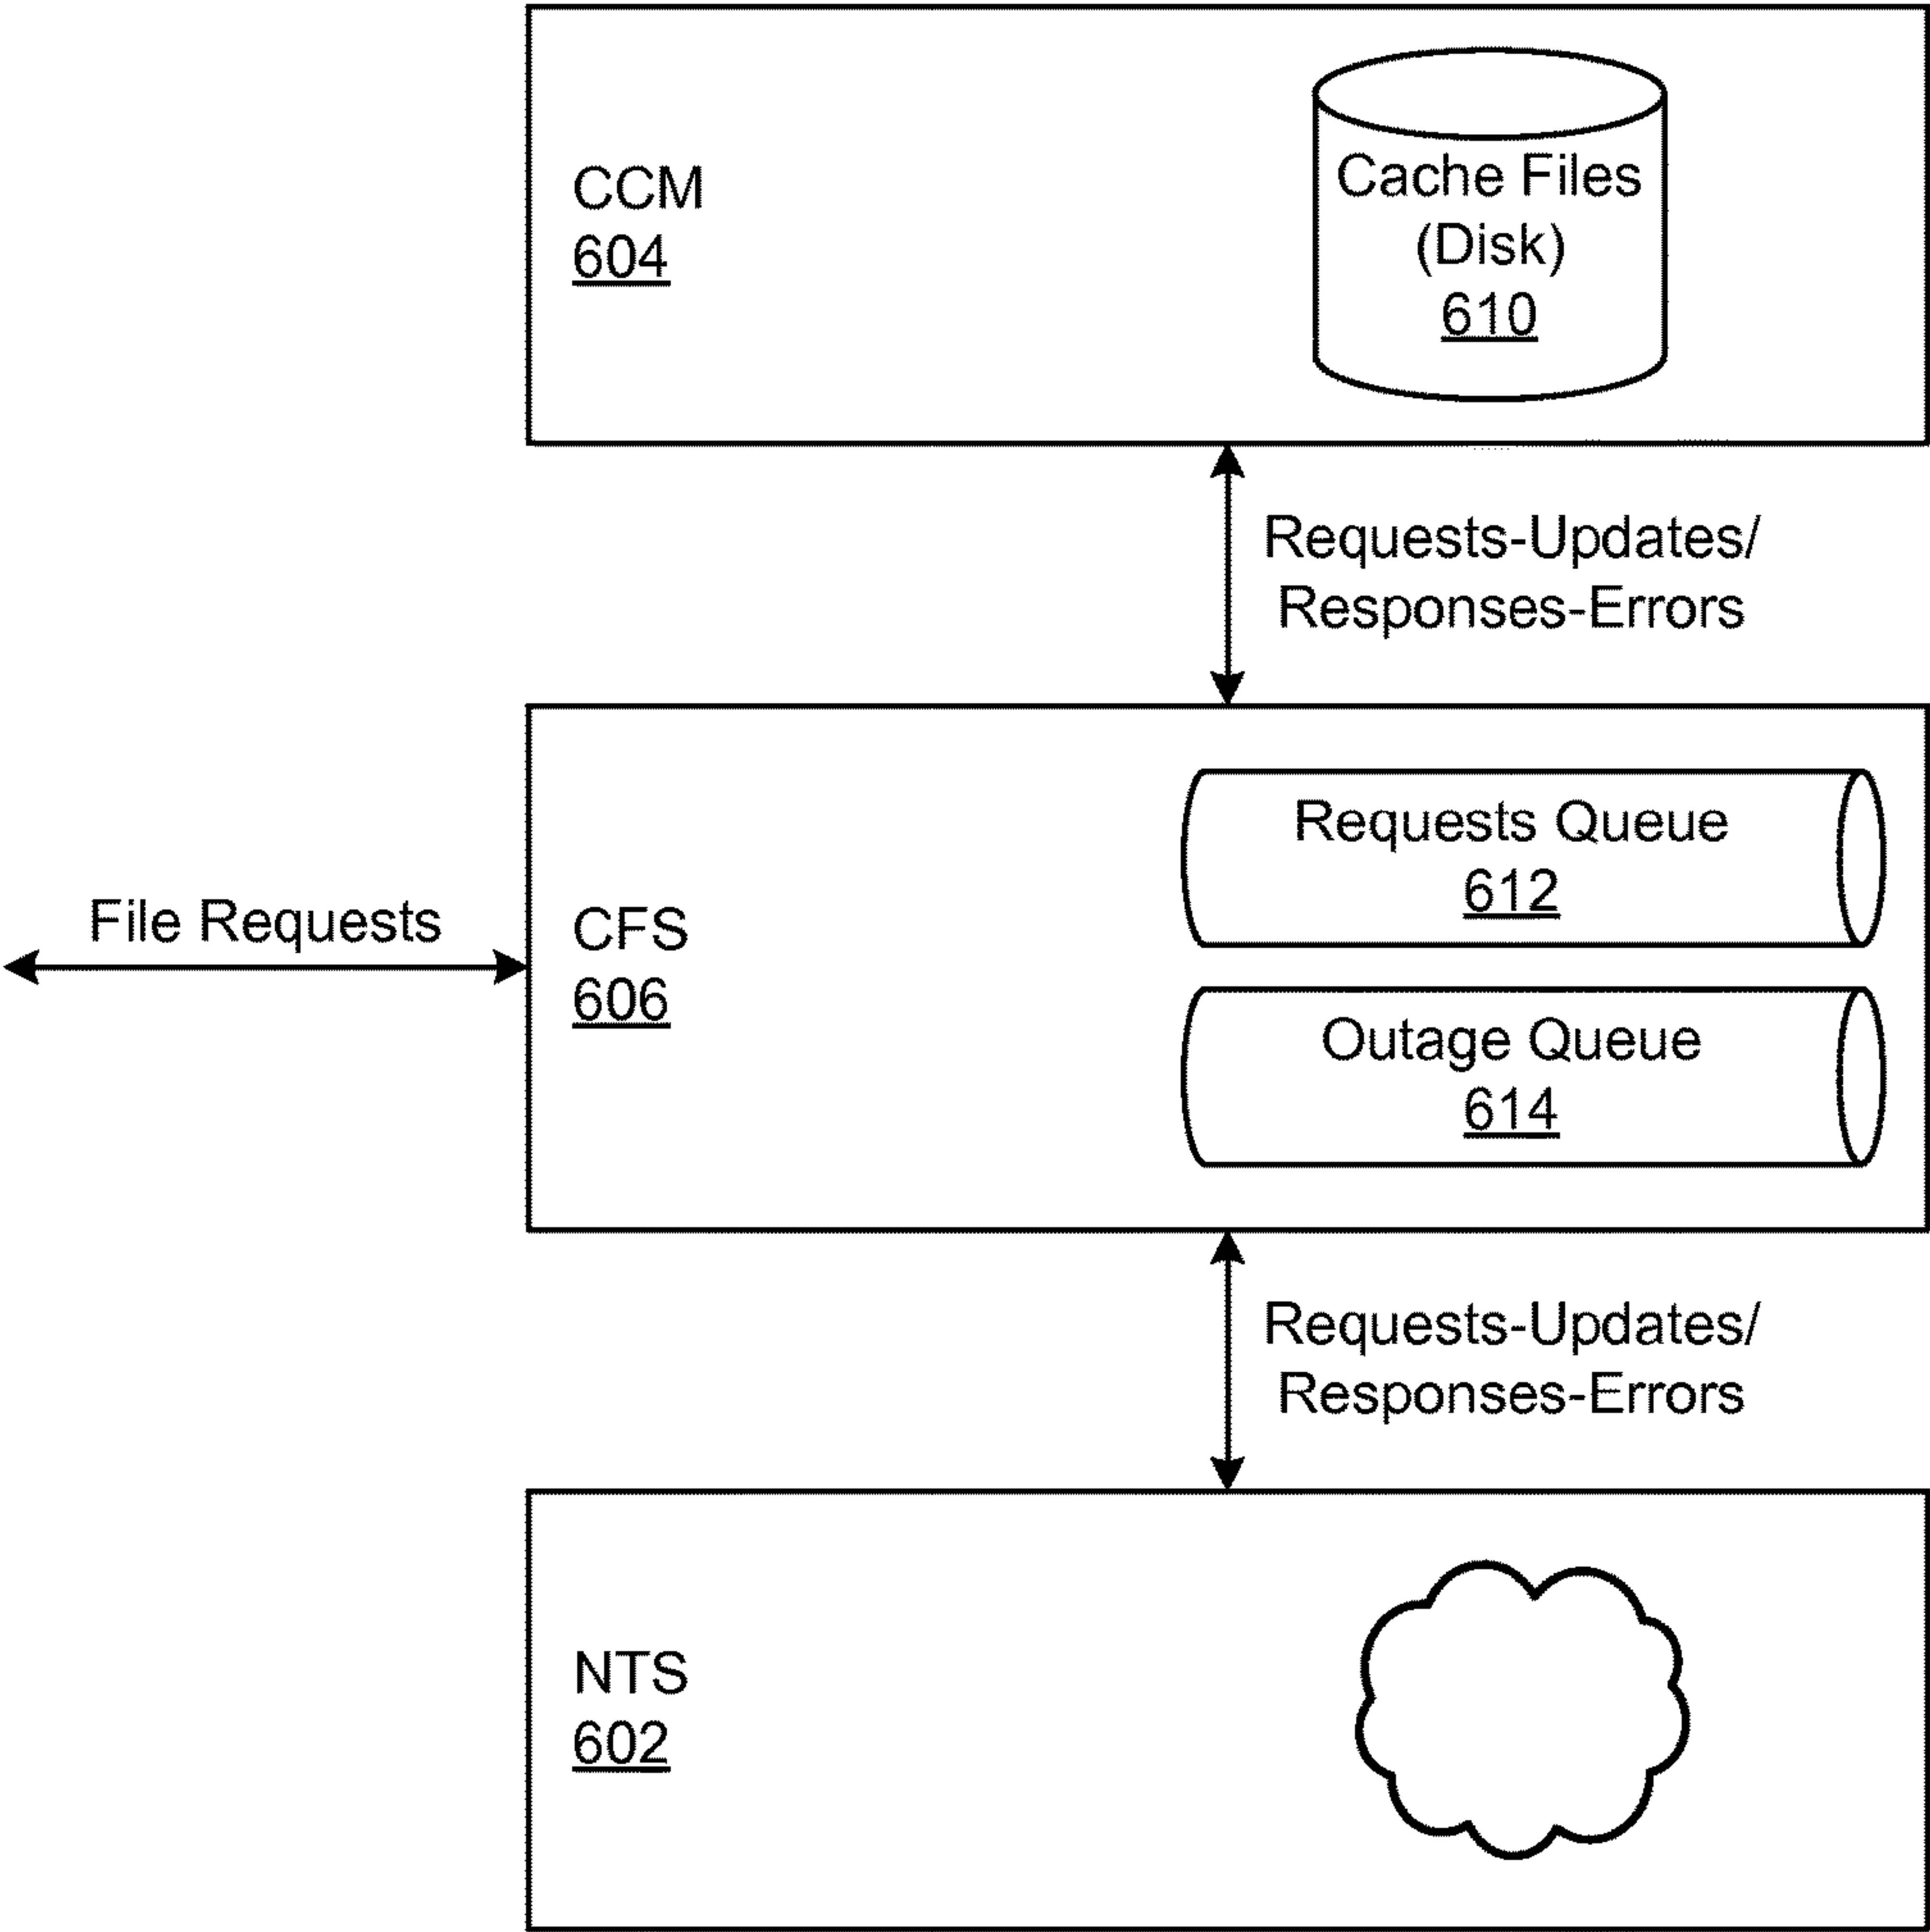 CCM
604
Cache Files
(Disk)
610
Requests-Updates/
Responses-Errors
File Requests
CFS
606
Requests Queue
612
Outage Queue
614
Requests-Updates/
Responses-Errors
NTS
602